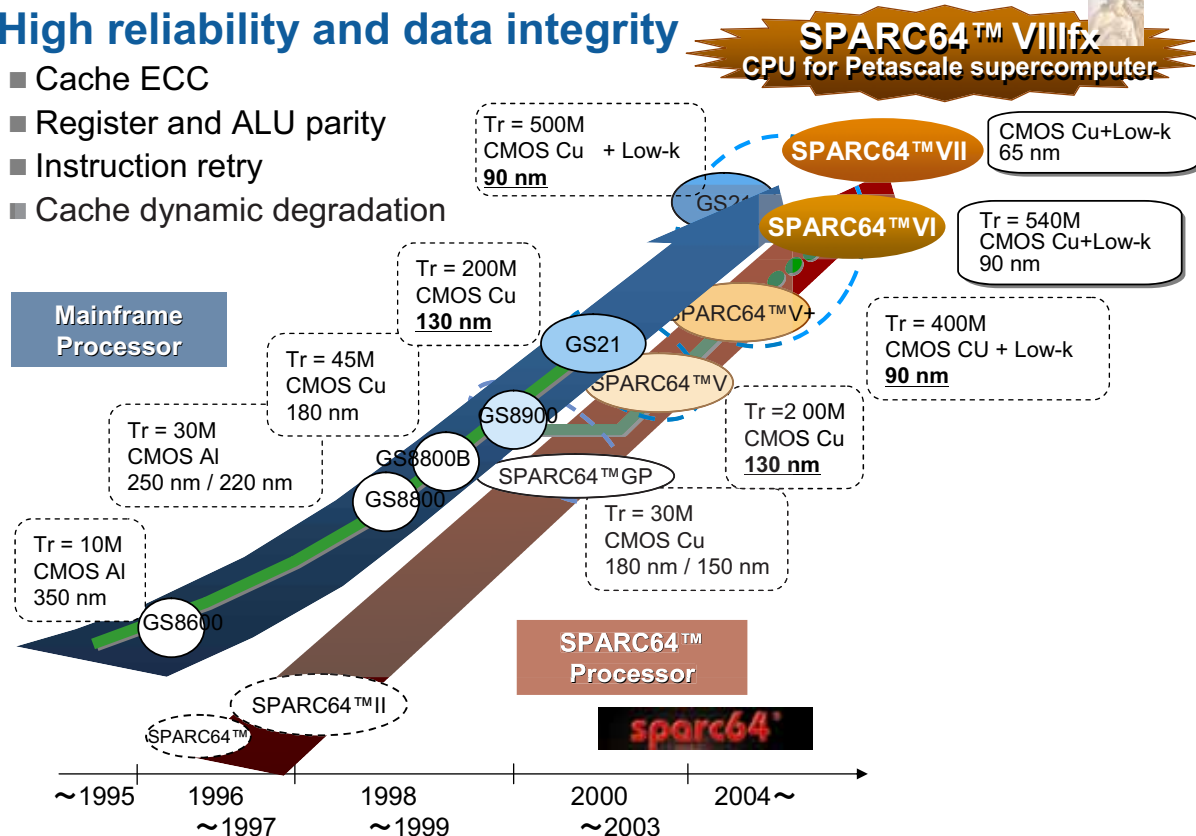 High reliability and data integrity
SPARC64™ VIIIfx
CPU for Petascale supercomputer
■ Cache ECC
■ Register and ALU parity
■ Instruction retry
■ Cache dynamic degradation
Tr = 500M
CMOS Cu + Low-k
90 nm
SPARC64™VII
CMOS Cu+Low-k
65 nm
GS21
SPARC64™VI
Tr = 540M
CMOS Cu+Low-k
90 nm
Tr = 200M
CMOS Cu
130 nm
Mainframe
Processor
SPARC64™V+
GS21
Tr = 400M
CMOS CU + Low-k
90 nm
Tr = 45M
CMOS Cu
180 nm
SPARC64™V
Tr =2 00M
CMOS Cu
130 nm
GS8900
Tr = 30M
CMOS Al
250 nm / 220 nm
GS8800B
SPARC64™GP
GS8800
Tr = 30M
CMOS Cu
180 nm / 150 nm
Tr = 10M
CMOS Al
350 nm
GS8600
SPARC64™
Processor
SPARC64™II
SPARC64™
sparc64
~1995
1996
~1997
1998
~1999
2000
~2003
2004~